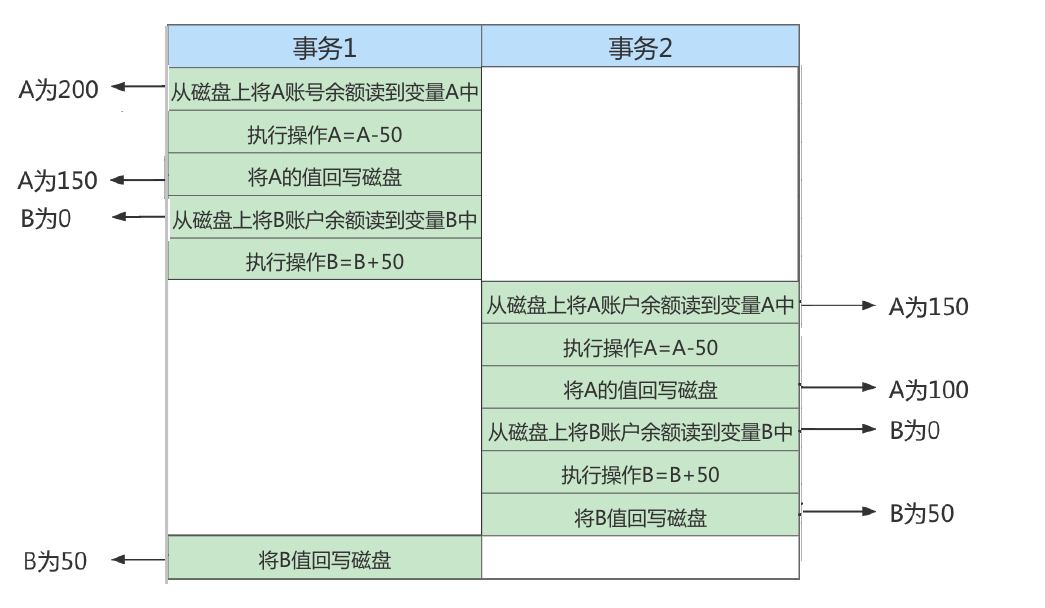 事务1 事务2
A为200 从磁盘上将A账号余额读到变量A中
执行操作A=A-50
A为150 将A的值回写磁盘
B为0 从磁盘上将B账户余额读到变量B中
执行操作B=B+50
从磁盘上将A账户余额读到变量A中 A为150
执行操作A=A-50
将A的值回写磁盘 A为100
从磁盘上将B账户余额读到变量B中 B为0
执行操作B=B+50
将B值回写磁盘 B为50
B为50 将B值回写磁盘